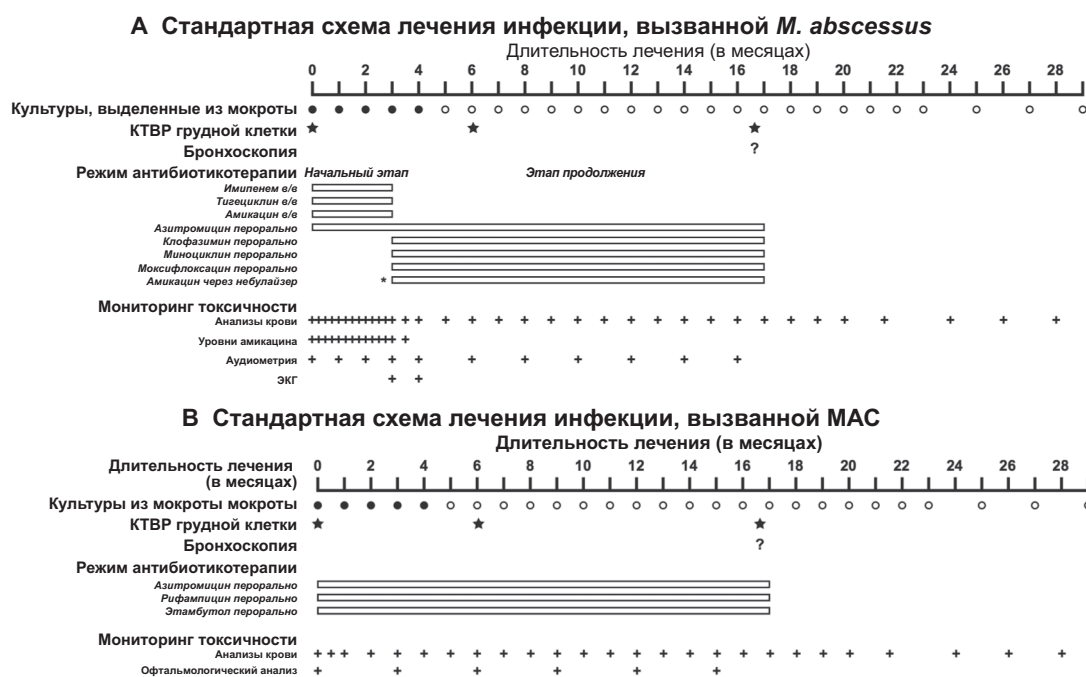 A Стандартная схема лечения инфекции, вызванной M. abscessus
Длительность лечения (в месяцах)
0 2 4 6 8 10 12 14 16 18 20 22 24 26 28
Культуры, выделенные из мокроты
КТВР грудной клетки
Бронхоскопия ?
Режим антибиотикотерапии Начальный этап Этап продолжения
Имипенем в/в
Тигециклин в/в
Амикацин в/в
Азитромицин перорально
Клофазимин перорально
Миноциклин перорально
Моксифлоксацин перорально
Амикацин через небулайзер *
Мониторинг токсичности
Анализы крови
Уровни амикацина
Аудиометрия
ЭКГ
B Стандартная схема лечения инфекции, вызванной MAC
Длительность лечения (в месяцах)
Длительность лечения 0 2 4 6 8 10 12 14 16 18 20 22 24 26 28
(в месяцах)
Культуры из мокроты мокроты
КТВР грудной клетки
Бронхоскопия ?
Режим антибиотикотерапии
Азитромицин перорально
Рифампицин перорально
Этамбутол перорально
Мониторинг токсичности
Анализы крови
Офтальмологический анализ